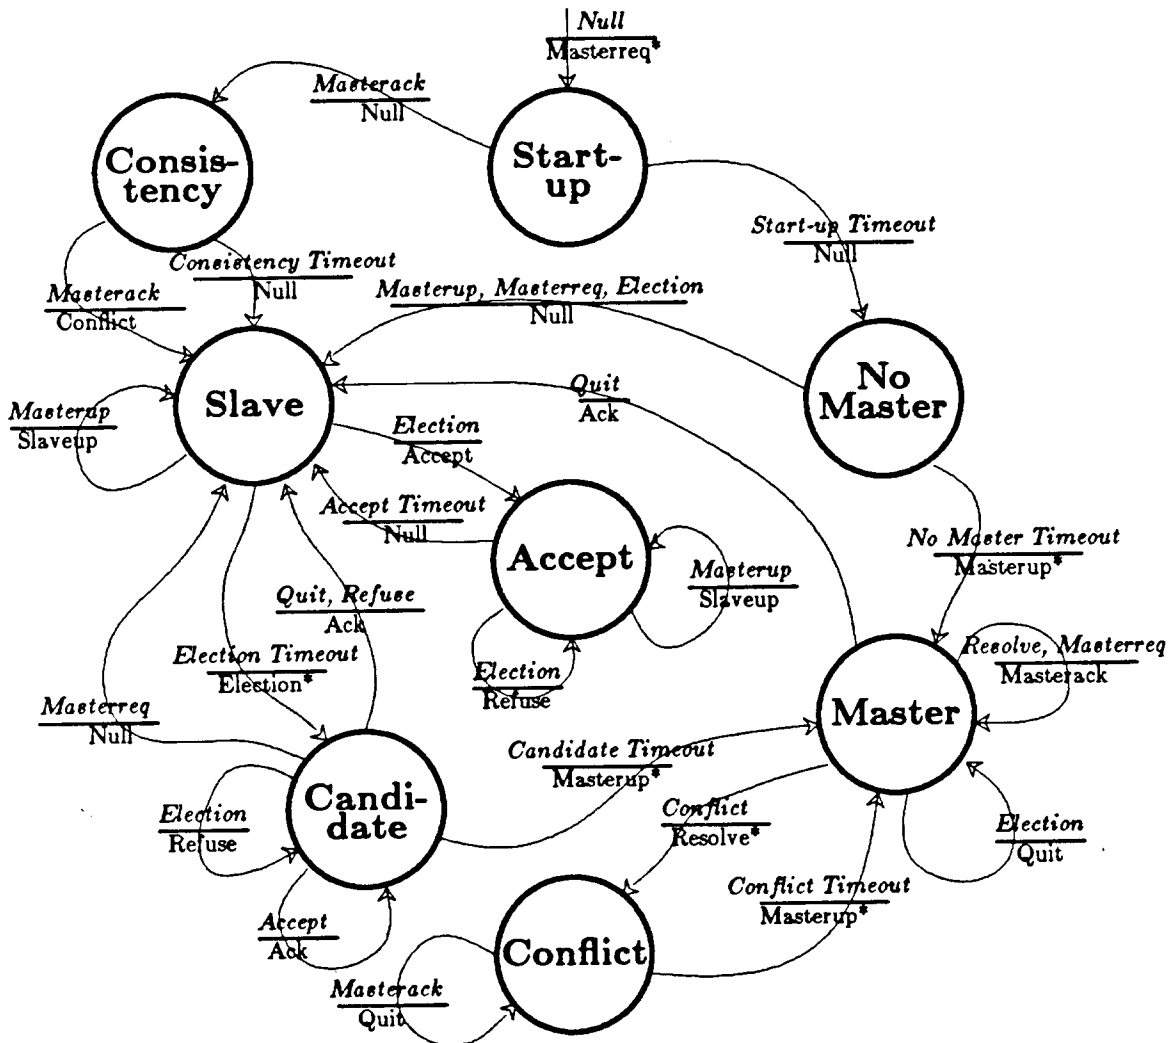 Null
Masterreq*
Masterack
Null
Consis-
tency
Start-
up
Start-up Timeout
Null
Consistency Timeout
Null
Masterack
Conflict
Masterup, Masterreq, Election
Null
No
Master
Slave
Quit
Ack
Masterup
Slaveup
Election
Accept
Accept Timeout
Null
Accept
Masterup
Slaveup
No Master Timeout
Masterup*
Quit, Refuse
Ack
Election Timeout
Election*
Election
Refuse
Resolve, Masterreq
Masterack
Master
Masterreq
Null
Candidate Timeout
Masterup*
Candi-
date
Election
Refuse
Conflict
Resolve*
Election
Quit
Conflict Timeout
Masterup*
Accept
Ack
Conflict
Masterack
Quit